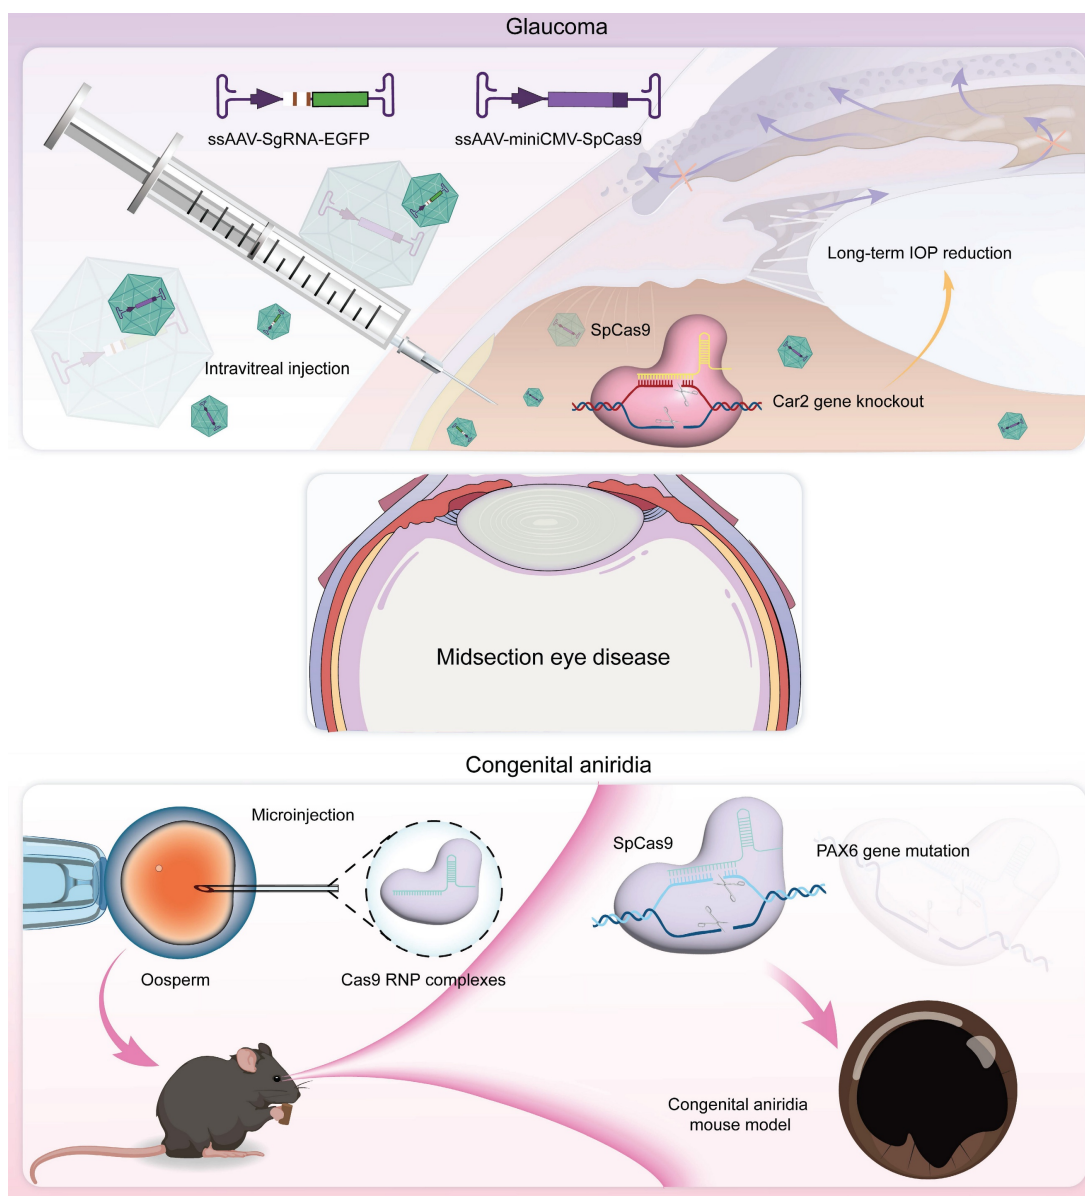 Glaucoma
ssAAV-SgRNA-EGFP
ssAAV-miniCMV-SpCas9
Long-term IOP reduction
SpCas9
Intravitreal injection
Car2 gene knockout
Midsection eye disease
Congenital aniridia
Microinjection
SpCas9
PAX6 gene mutation
Oosperm
Cas9 RNP complexes
Congenital aniridia
mouse model